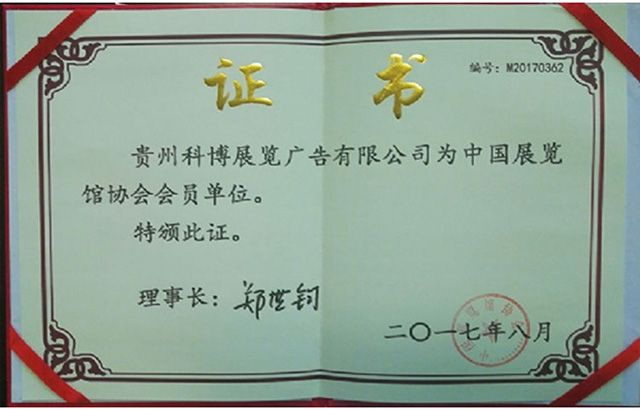 证书
编号：M20170362
贵州科博展览广告有限公司为中国展览
馆协会会员单位。
特颁此证。
理事长：郑世钧
二〇一七年八月